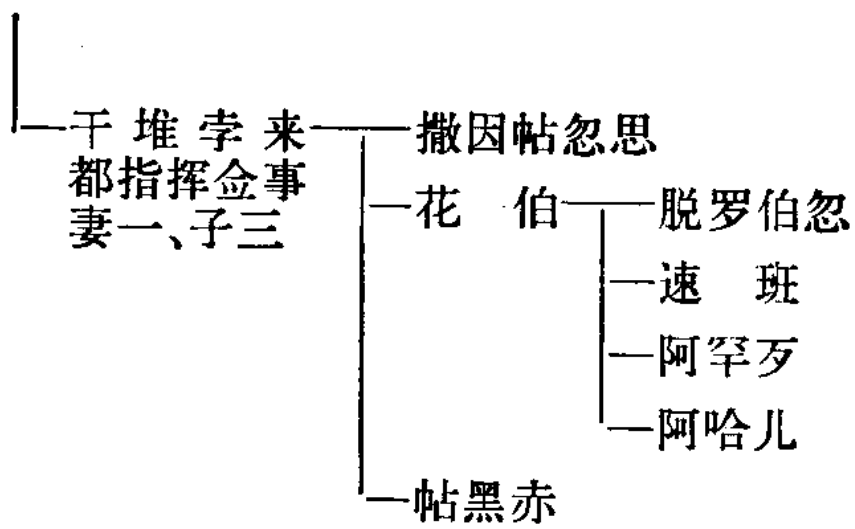 干堆孛来
都指挥佥事
妻一、子三
撒因帖忽思
花伯
脱罗伯忽
速班
阿罕歹
阿哈儿
帖黑赤